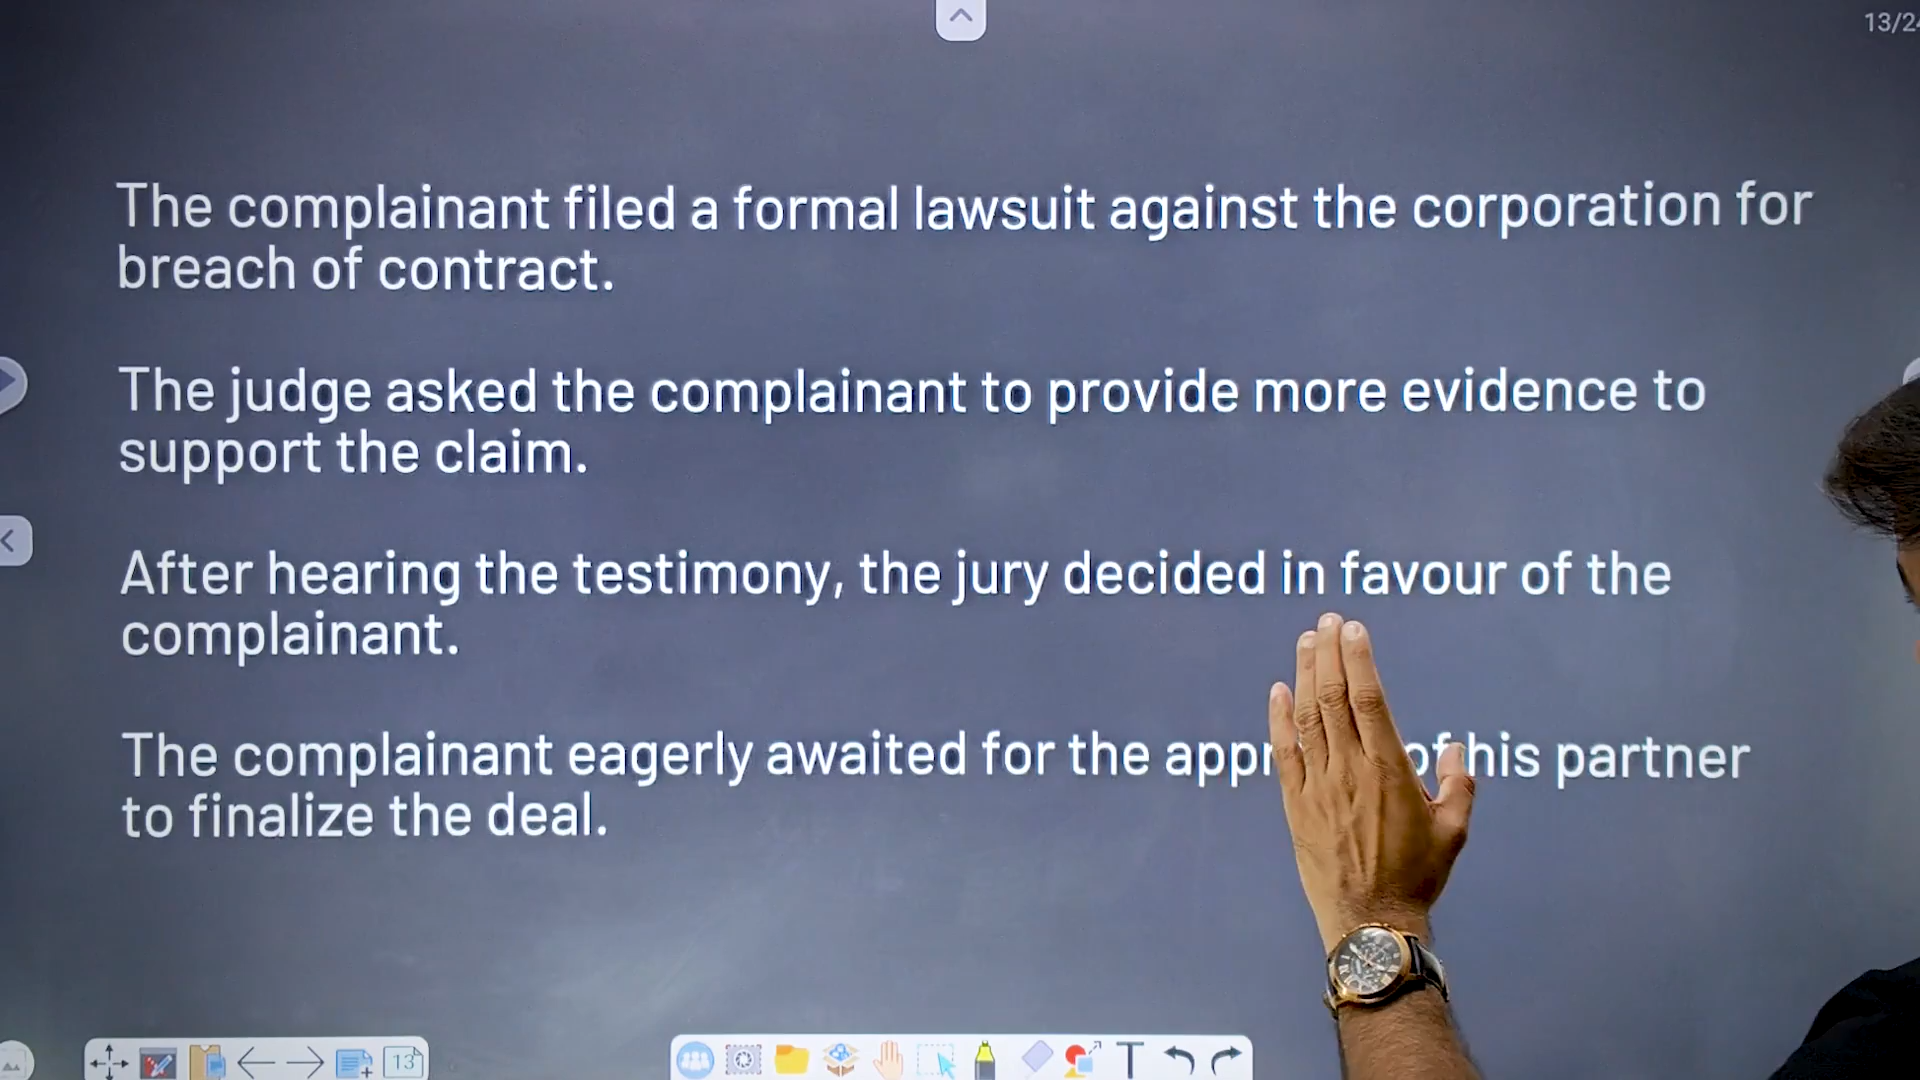 13/2
The complainant filed a formal lawsuit against the corporation for
breach of contract.
The judge asked the complainant to provide more evidence to
support the claim.
After hearing the testimony, the jury decided in favour of the
complainant.
The complainant eagerly awaited for the of his partner
to finalize the deal.
13
T